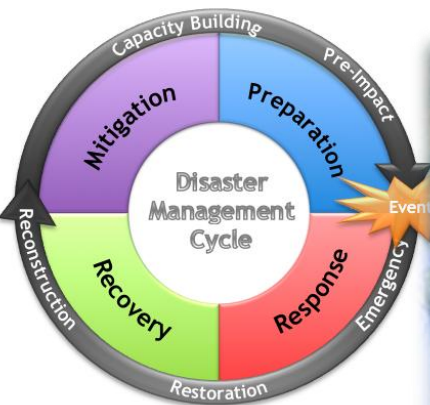 Capacity Building
Pre-Impact
Mitigation
Preparation
Disaster
Management
Cycle
Event
Reconstruction
Recovery
Response
Emergency
Restoration